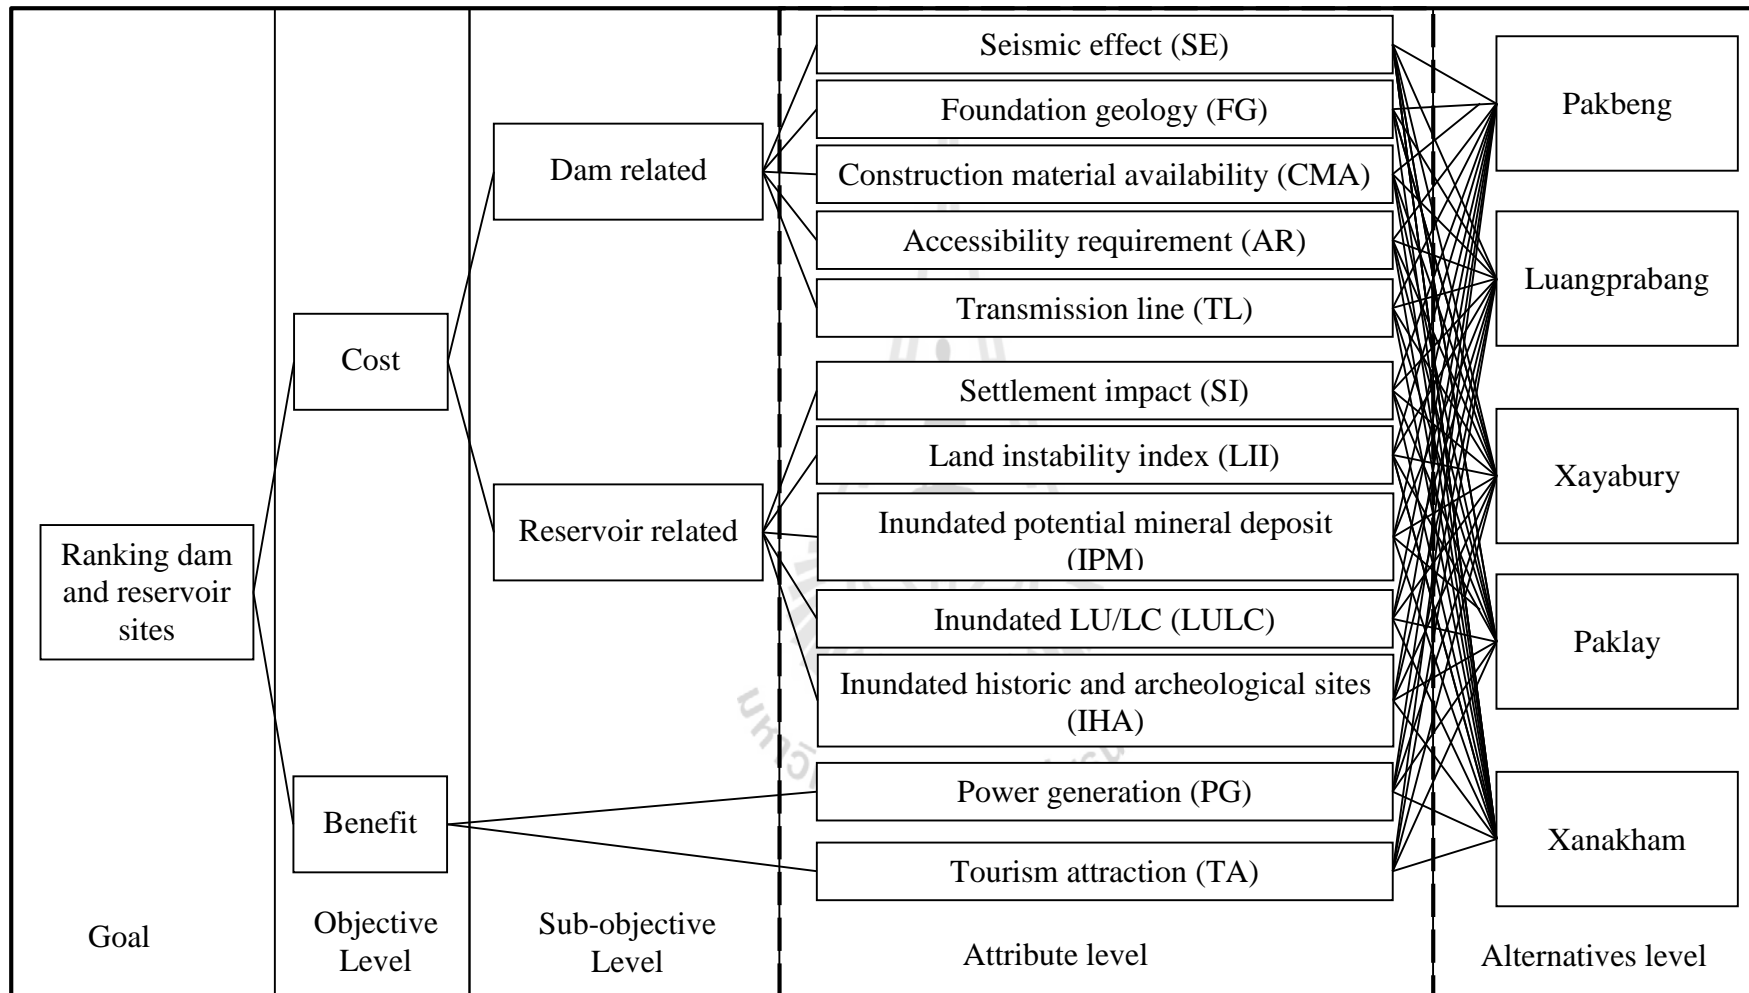 Ranking dam
and reservoir
sites
Goal
Cost
Benefit
Objective
Level
Dam related
Reservoir related
Sub-objective
Level
Seismic effect (SE)
Foundation geology (FG)
Construction material availability (CMA)
Accessibility requirement (AR)
Transmission line (TL)
Settlement impact (SI)
Land instability index (LII)
Inundated potential mineral deposit
(IPM)
Inundated LU/LC (LULC)
Inundated historic and archeological sites
(IHA)
Power generation (PG)
Tourism attraction (TA)
Attribute level
Pakbeng
Luangprabang
Xayabury
Paklay
Xanakham
Alternatives level